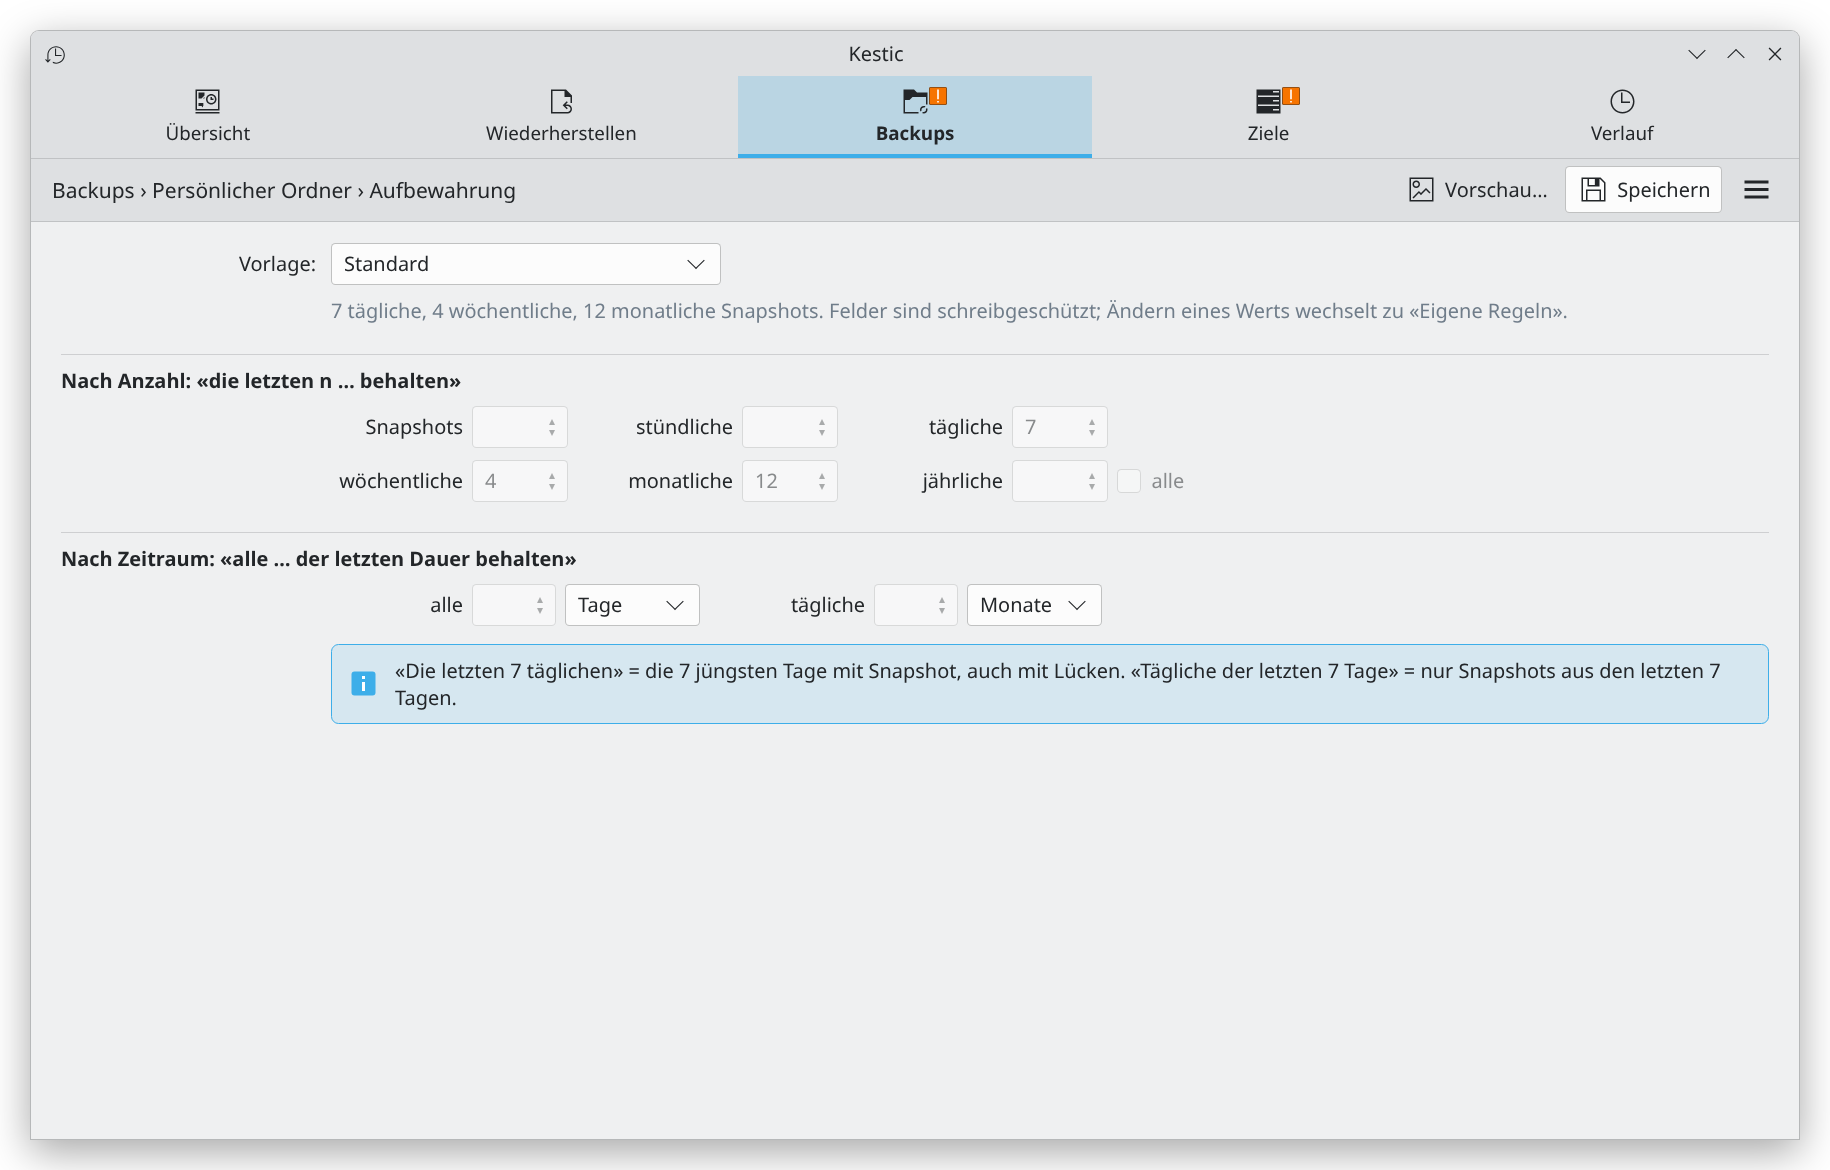 Kestic
Übersicht
Wiederherstellen
Backups
Ziele
Verlauf
Backups › Persönlicher Ordner › Aufbewahrung
Vorschau...
Speichern
Vorlage: Standard
7 tägliche, 4 wöchentliche, 12 monatliche Snapshots. Felder sind schreibgeschützt; Ändern eines Werts wechselt zu «Eigene Regeln».
Nach Anzahl: «die letzten n ... behalten»
Snapshots stündliche tägliche 7
wöchentliche 4 monatliche 12 jährliche alle
Nach Zeitraum: «alle ... der letzten Dauer behalten»
alle Tage tägliche Monate
«Die letzten 7 täglichen» = die 7 jüngsten Tage mit Snapshot, auch mit Lücken. «Tägliche der letzten 7 Tage» = nur Snapshots aus den letzten 7
Tagen.